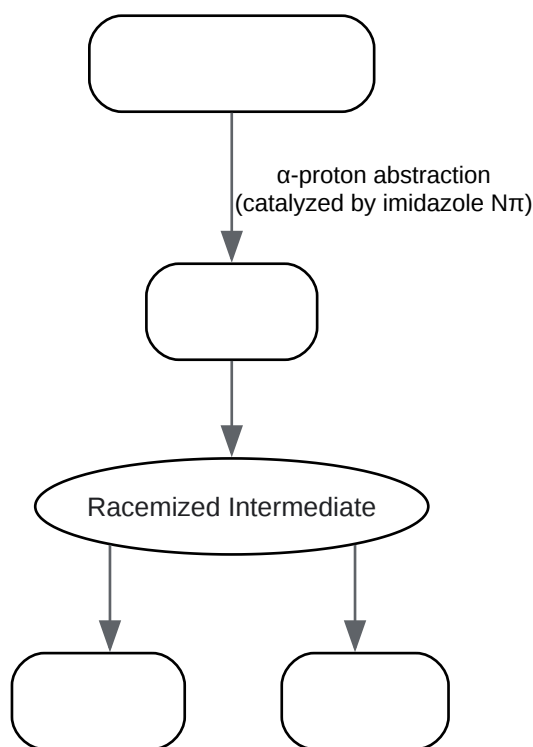 α-proton abstraction
(catalyzed by imidazole Nπ)
Racemized Intermediate